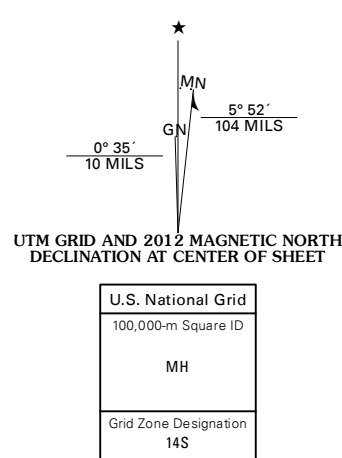 ★
MN
5° 52´
104 MILS
GN
0° 35´
10 MILS
UTM GRID AND 2012 MAGNETIC NORTH
DECLINATION AT CENTER OF SHEET
U.S. National Grid
100,000-m Square ID
MH
Grid Zone Designation
14S